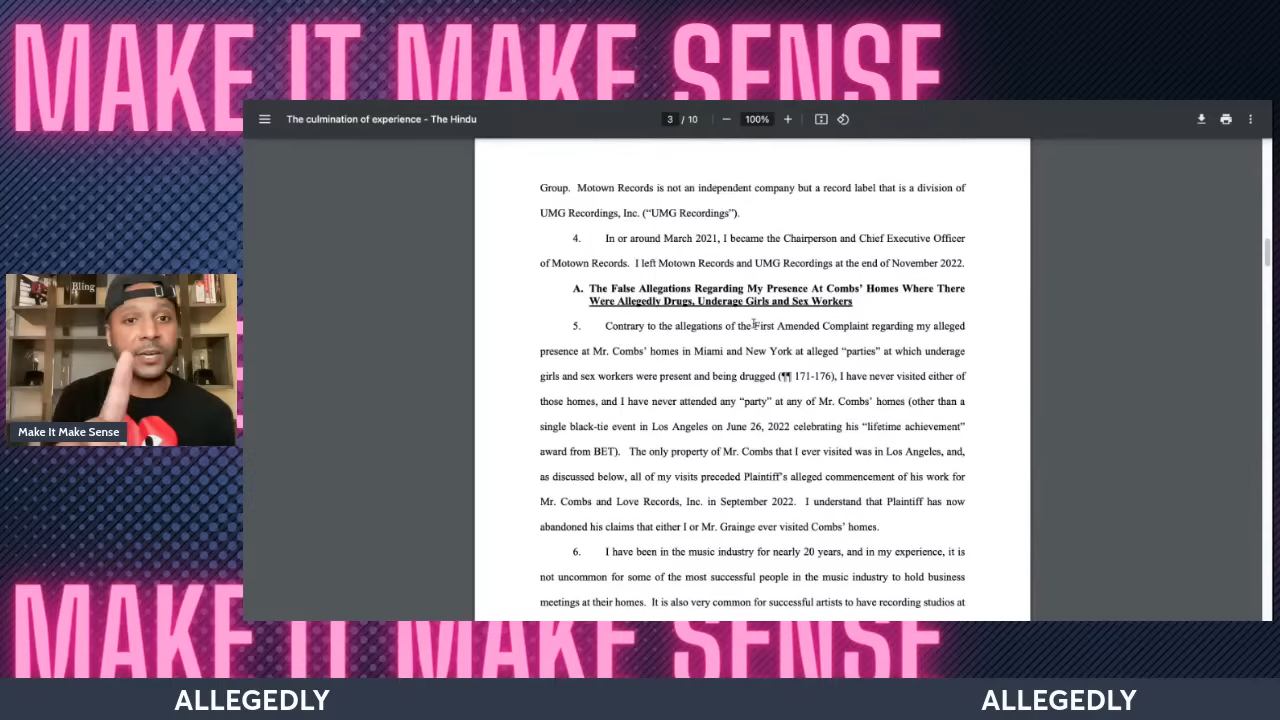 MAKE IT MAKE SENSE
The culmination of experience - The Hindu
3 / 10
100%
Group. Motown Records is not an independent company but a record label that is a division of
UMG Recordings, Inc. (“UMG Recordings”).
4. In or around March 2021, I became the Chairperson and Chief Executive Officer
of Motown Records. I left Motown Records and UMG Recordings at the end of November 2022.
A. The False Allegations Regarding My Presence At Combs’ Homes Where There
Were Allegedly Drugs, Underage Girls and Sex Workers
5. Contrary to the allegations of the First Amended Complaint regarding my alleged
presence at Mr. Combs’ homes in Miami and New York at alleged “parties” at which underage
girls and sex workers were present and being drugged (¶¶ 171-176), I have never visited either of
those homes, and I have never attended any “party” at any of Mr. Combs’ homes (other than a
single black-tie event in Los Angeles on June 26, 2022 celebrating his “lifetime achievement”
award from BET). The only property of Mr. Combs that I ever visited was in Los Angeles, and,
as discussed below, all of my visits preceded Plaintiff’s alleged commencement of his work for
Mr. Combs and Love Records, Inc. in September 2022. I understand that Plaintiff has now
abandoned his claims that either I or Mr. Grainge ever visited Combs’ homes.
6. I have been in the music industry for nearly 20 years, and in my experience, it is
not uncommon for some of the most successful people in the music industry to hold business
meetings at their homes. It is also very common for successful artists to have recording studios at
Bling
Make It Make Sense
MAKE IT MAKE SENSE
ALLEGEDLY
ALLEGEDLY